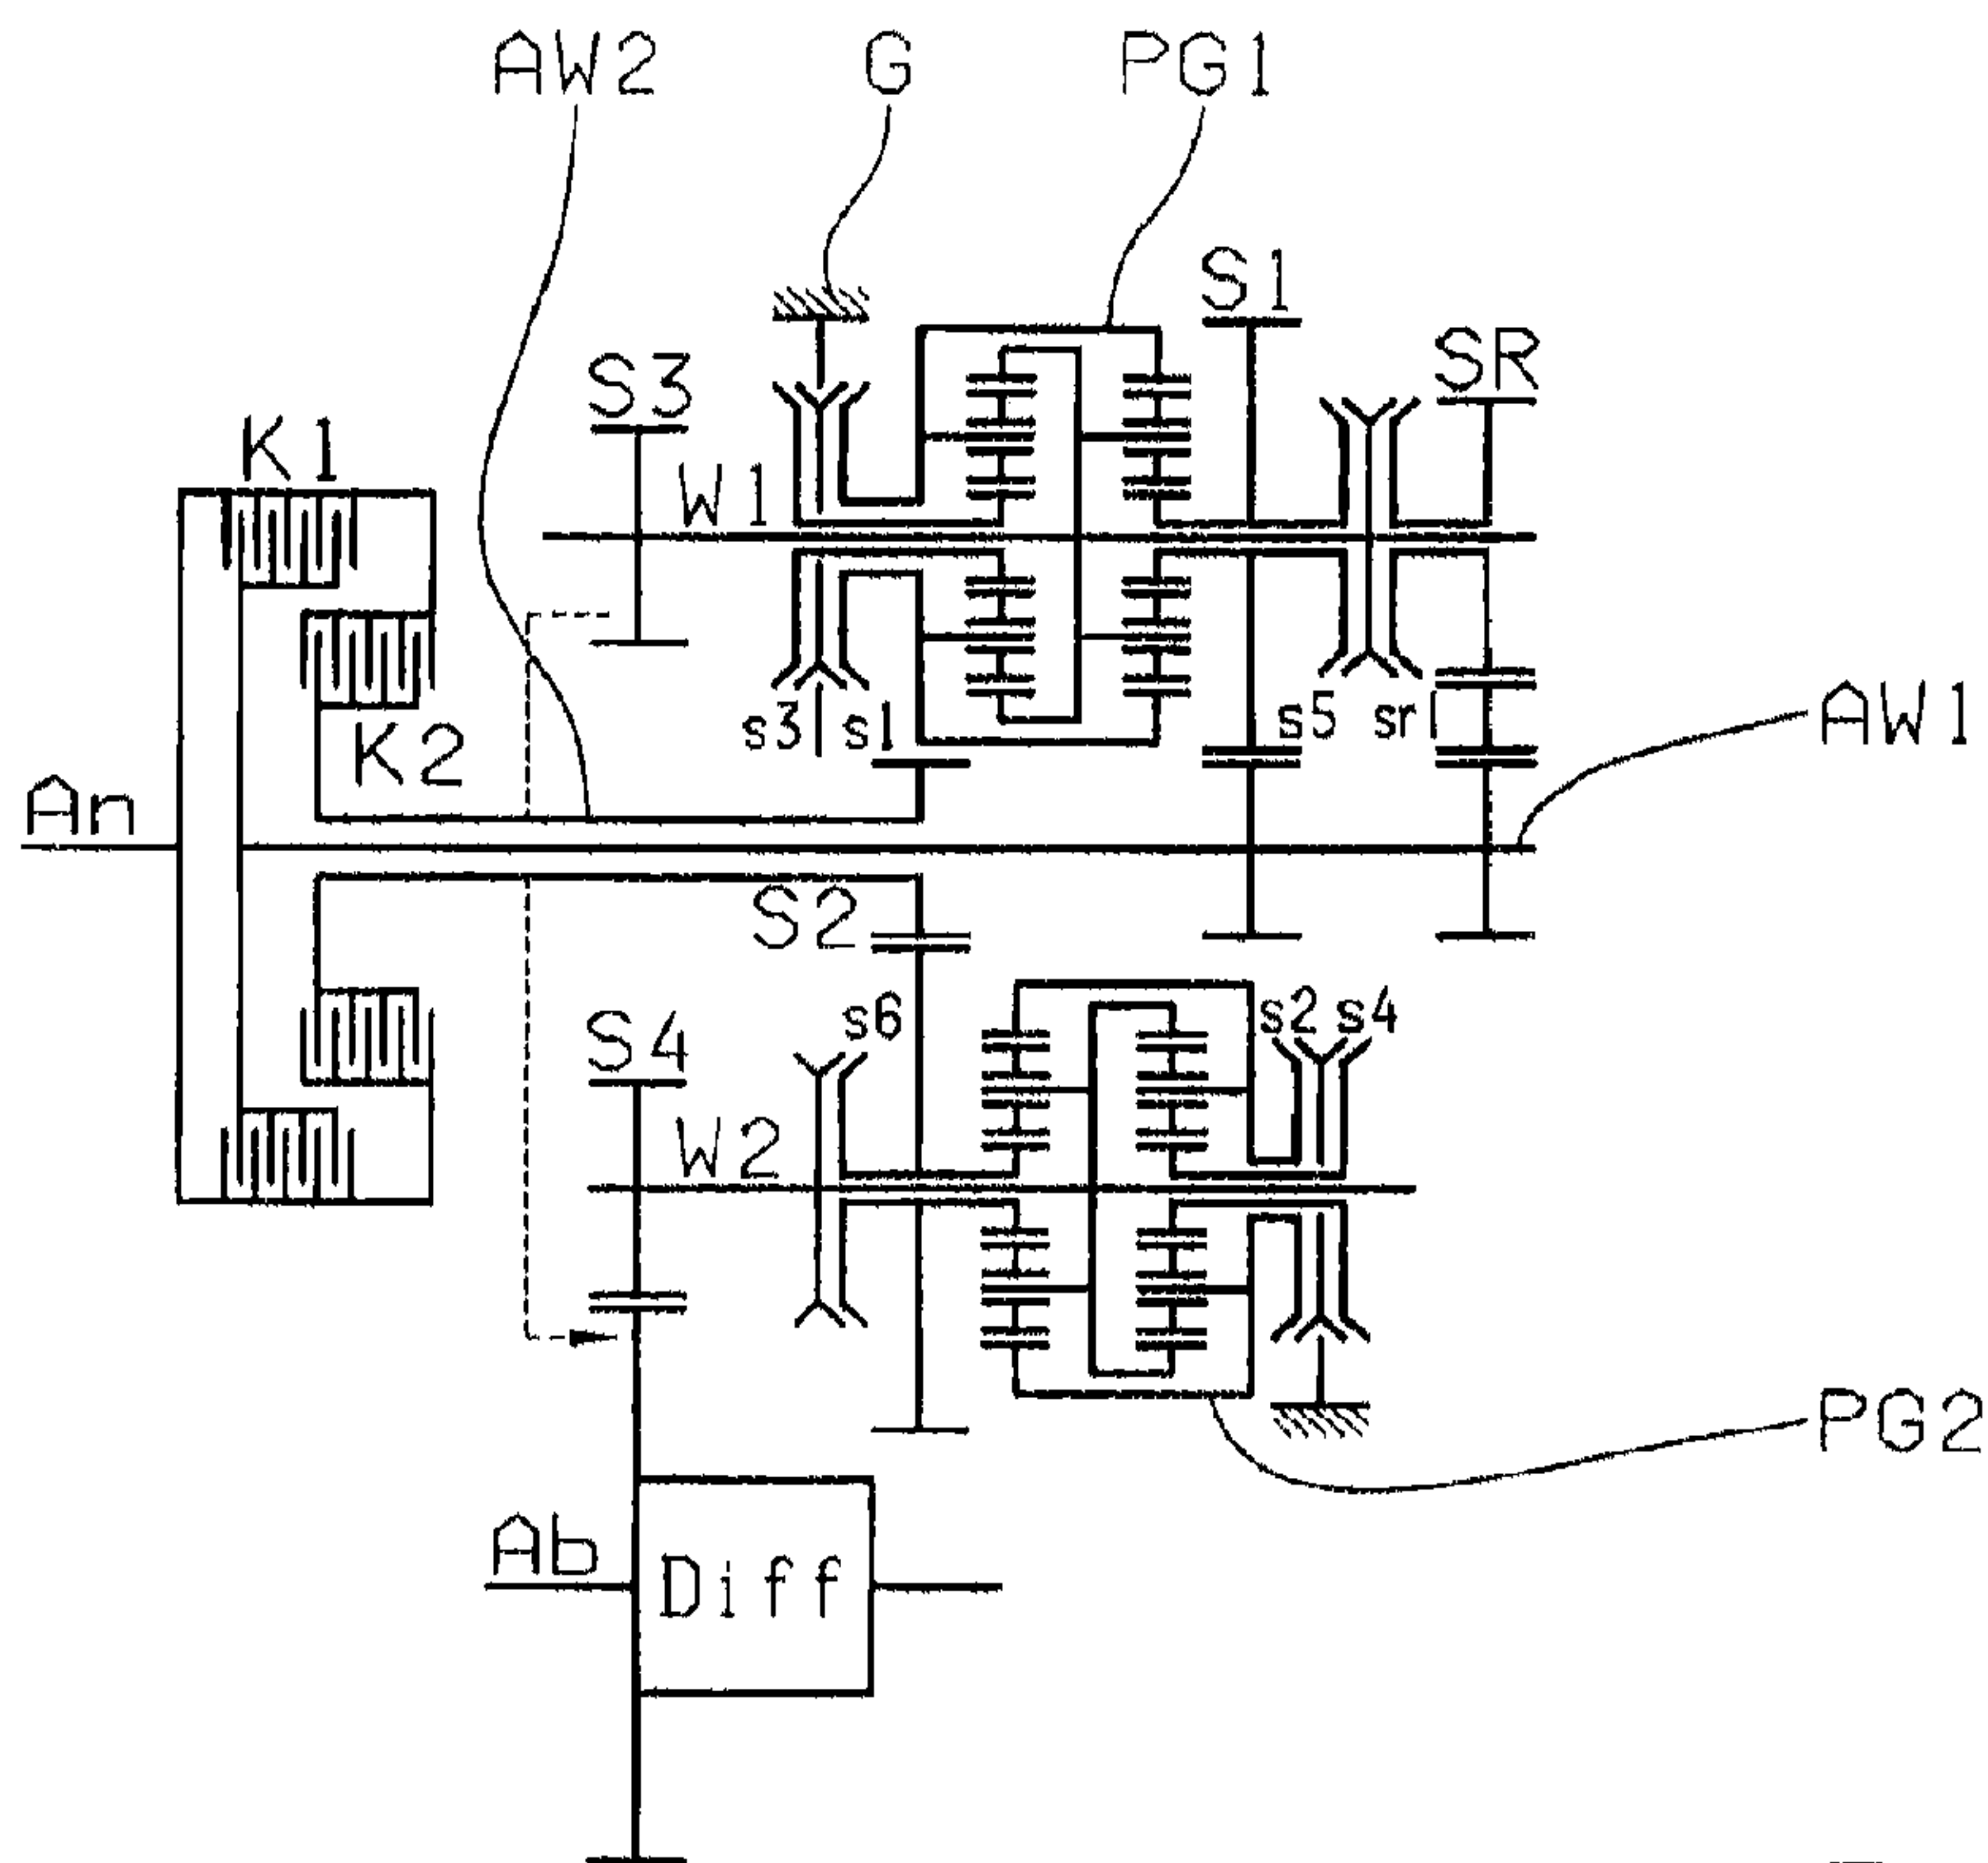 AW2 G PG1
S1
S3 SR
K1 W1
s3 s1 s5 sr AW1
K2
An
S2
s6 s2 s4
S4
W2
PG2
Ab Diff